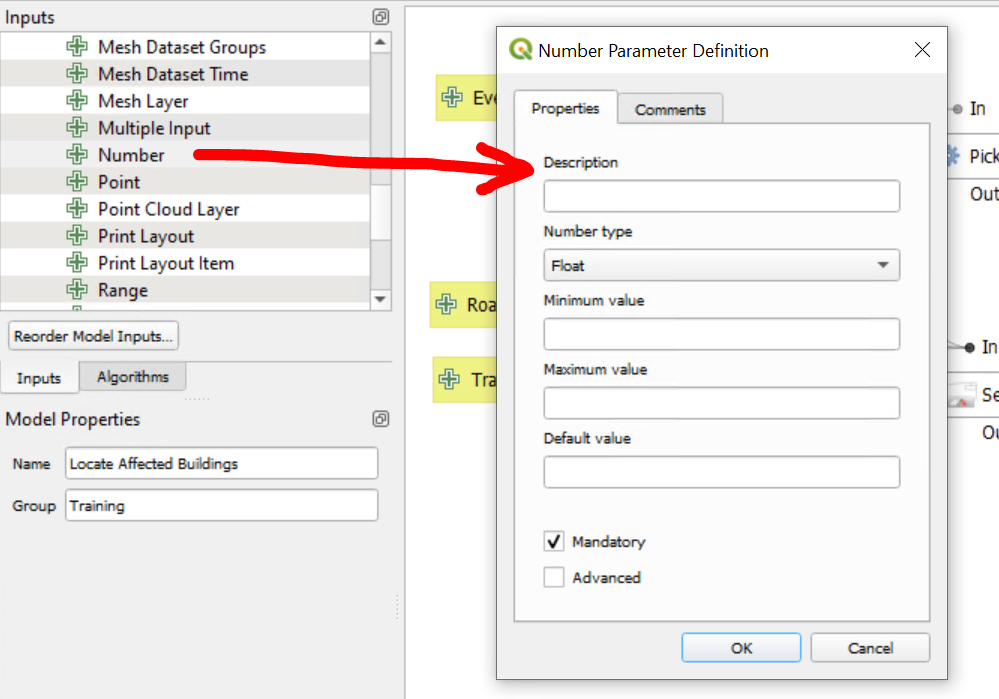 Inputs
Mesh Dataset Groups
Mesh Dataset Time
Mesh Layer
Multiple Input
Number
Point
Point Cloud Layer
Print Layout
Print Layout Item
Range
Reorder Model Inputs...
Inputs
Algorithms
Model Properties
Name
Locate Affected Buildings
Group
Training
Eve
Roa
Tra
Number Parameter Definition
Properties
Comments
Description
Number type
Float
Minimum value
Maximum value
Default value
Mandatory
Advanced
OK
Cancel
In
Pick
Out
In
Se
Ou